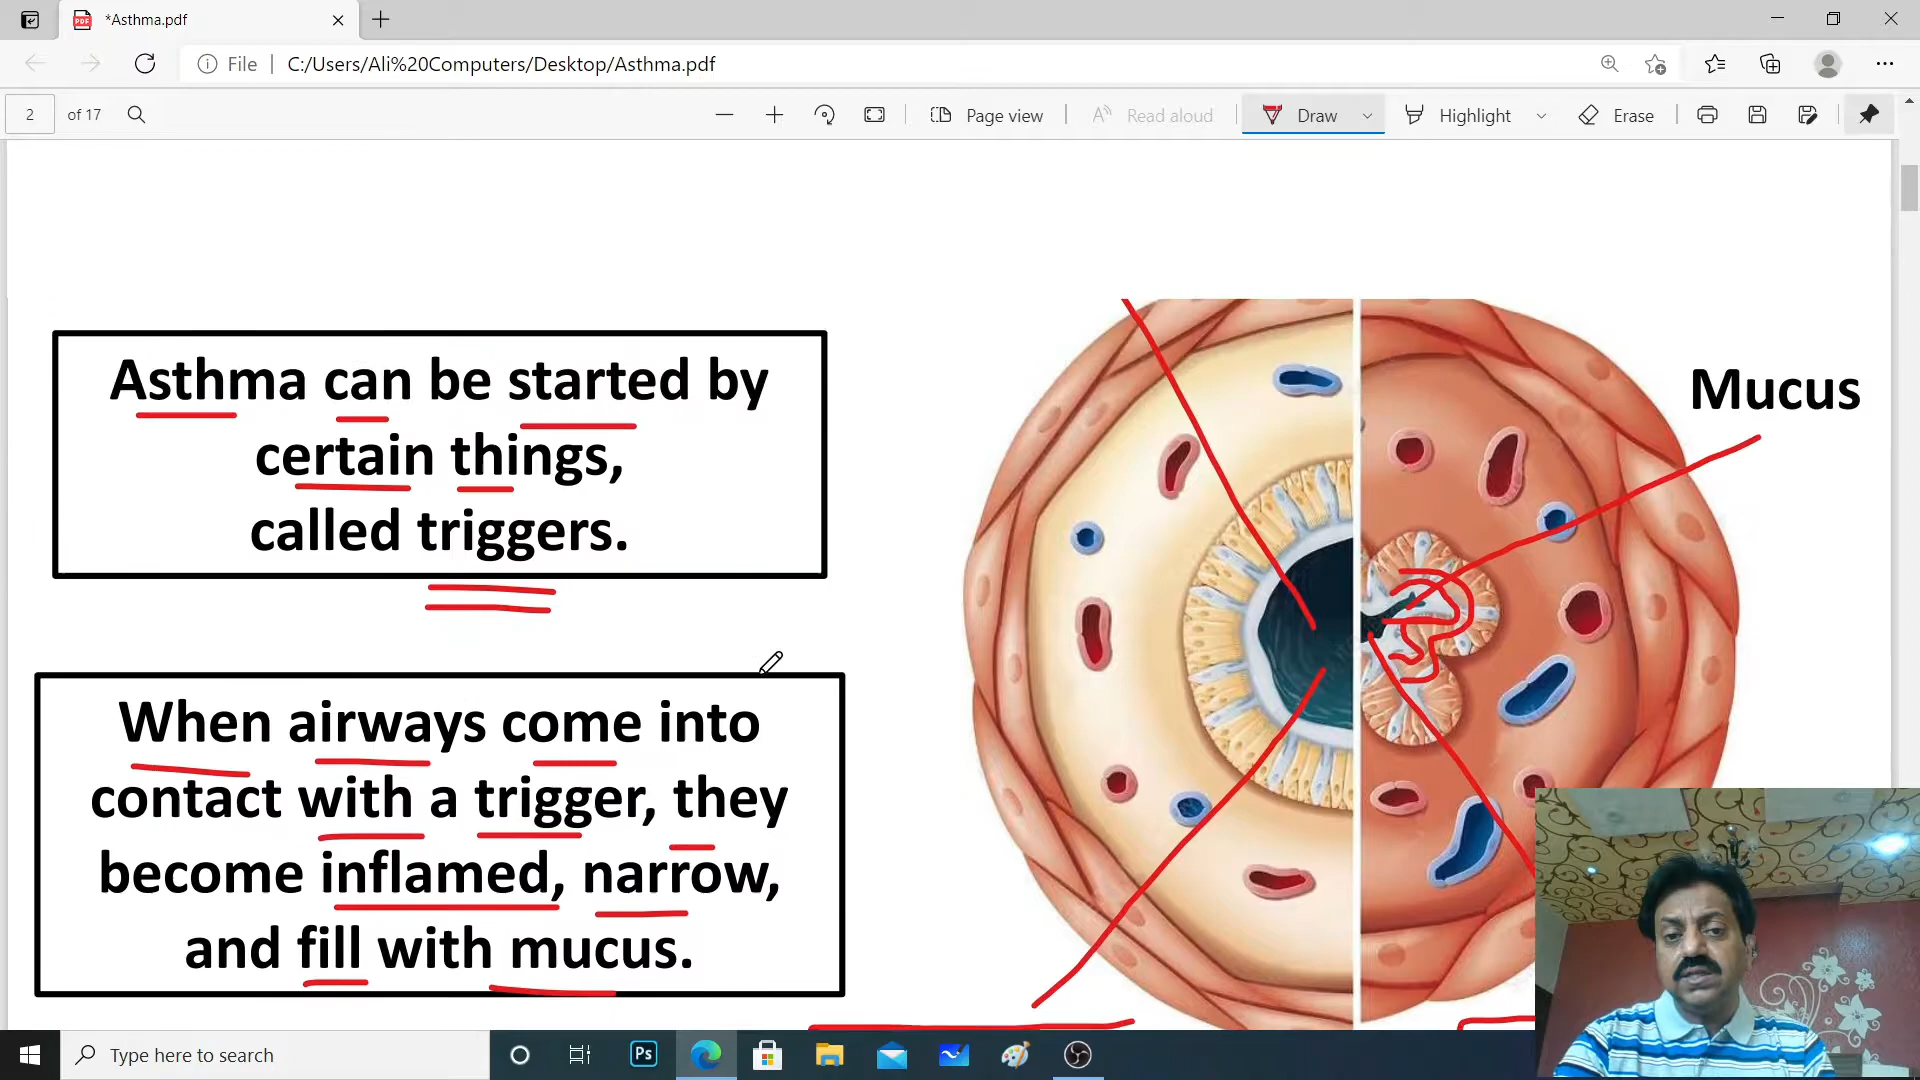 *Asthma.pdf
File
C:/Users/Ali%20Computers/Desktop/Asthma.pdf
2 of 17
Page view
Read aloud
Draw
Highlight
Erase
Asthma can be started by
certain things,
called triggers.
Mucus
When airways come into
contact with a trigger, they
become inflamed, narrow,
and fill with mucus.
Type here to search
Ps